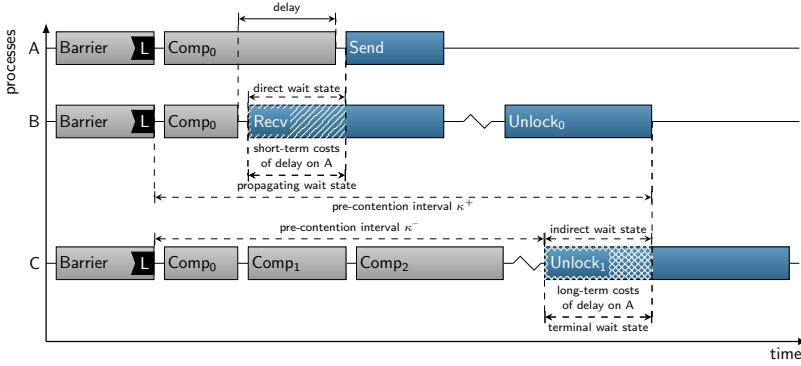 delay
A
Barrier
L
Comp₀
Send
processes
direct wait state
B
Barrier
L
Comp₀
Recv
Unlock₀
short-term costs
of delay on A
propagating wait state
pre-contention interval κ⁺
pre-contention interval κ⁻
indirect wait state
C
Barrier
L
Comp₀
Comp₁
Comp₂
Unlock₁
long-term costs
of delay on A
terminal wait state
time